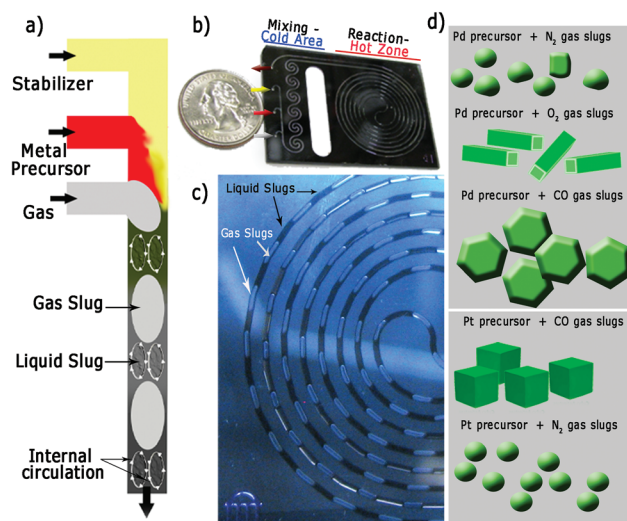 a)
Stabilizer
Metal
Precursor
Gas
Gas Slug
Liquid Slug
Internal
circulation
b)
Mixing -
Cold Area
Reaction-
Hot Zone
c)
Liquid Slugs
Gas Slugs
d)
Pd precursor + N₂ gas slugs
Pd precursor + O₂ gas slugs
Pd precursor + CO gas slugs
Pt precursor + CO gas slugs
Pt precursor + N₂ gas slugs